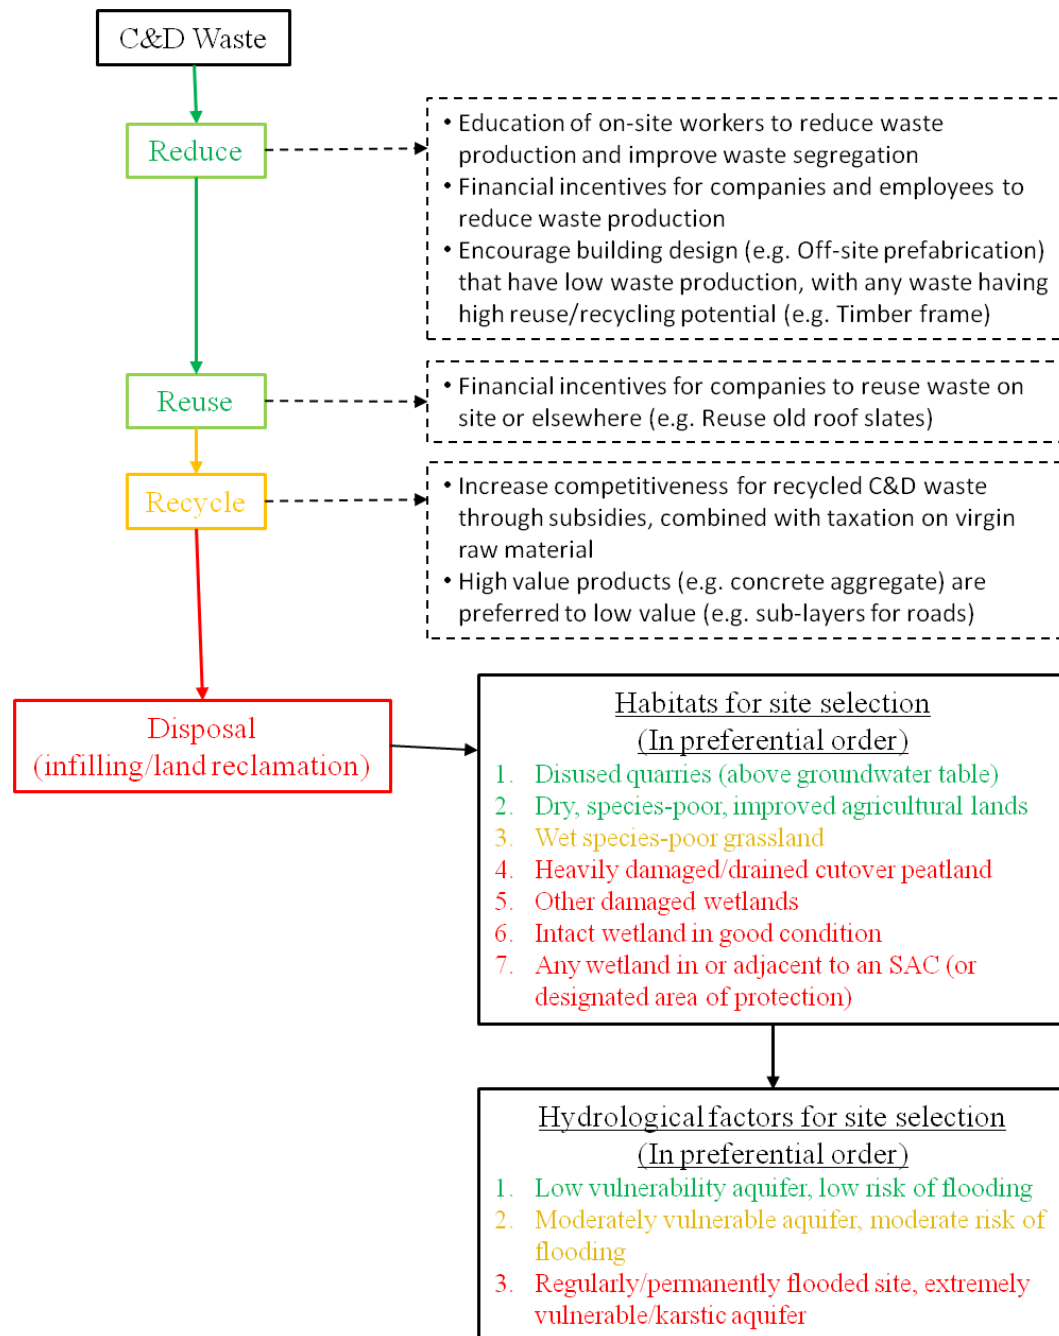 C&D Waste
Reduce
• Education of on-site workers to reduce waste
production and improve waste segregation
• Financial incentives for companies and employees to
reduce waste production
• Encourage building design (e.g. Off-site prefabrication)
that have low waste production, with any waste having
high reuse/recycling potential (e.g. Timber frame)
Reuse
• Financial incentives for companies to reuse waste on
site or elsewhere (e.g. Reuse old roof slates)
Recycle
• Increase competitiveness for recycled C&D waste
through subsidies, combined with taxation on virgin
raw material
• High value products (e.g. concrete aggregate) are
preferred to low value (e.g. sub-layers for roads)
Disposal
(infilling/land reclamation)
Habitats for site selection
(In preferential order)
1. Disused quarries (above groundwater table)
2. Dry, species-poor, improved agricultural lands
3. Wet species-poor grassland
4. Heavily damaged/drained cutover peatland
5. Other damaged wetlands
6. Intact wetland in good condition
7. Any wetland in or adjacent to an SAC (or
designated area of protection)
Hydrological factors for site selection
(In preferential order)
1. Low vulnerability aquifer, low risk of flooding
2. Moderately vulnerable aquifer, moderate risk of
flooding
3. Regularly/permanently flooded site, extremely
vulnerable/karstic aquifer